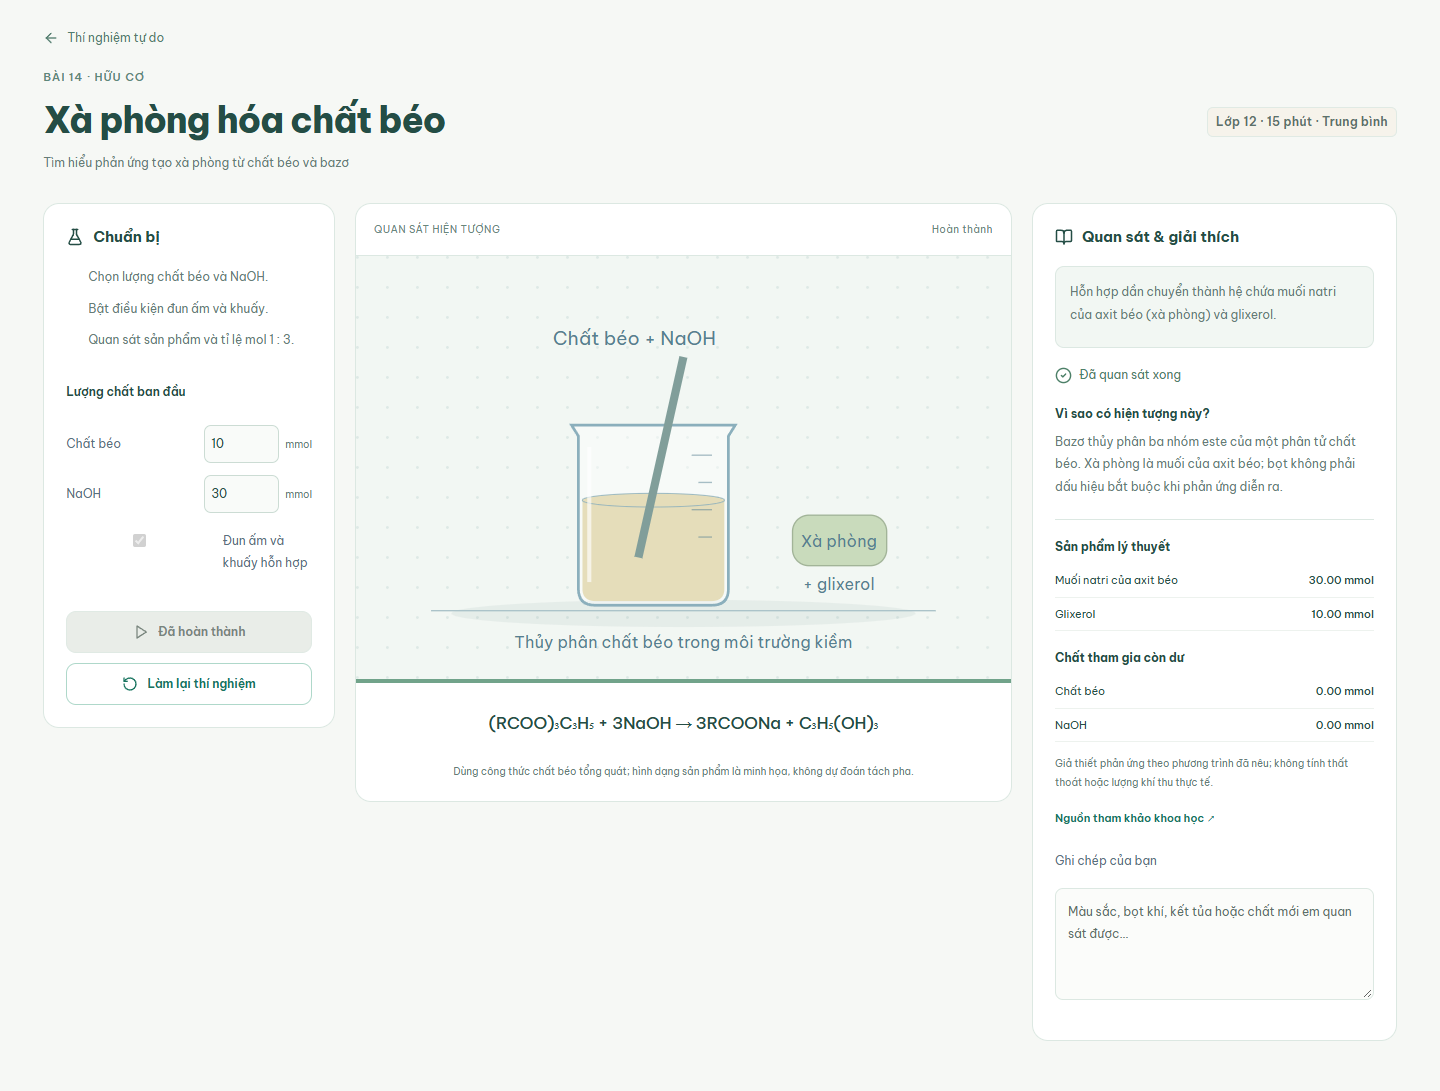 Thí nghiệm tự do
BÀI 14 · HỮU CƠ
Xà phòng hóa chất béo
Tìm hiểu phản ứng tạo xà phòng từ chất béo và bazơ
Lớp 12 · 15 phút · Trung bình
Chuẩn bị
Chọn lượng chất béo và NaOH.
Bật điều kiện đun ấm và khuấy.
Quan sát sản phẩm và tỉ lệ mol 1 : 3.
Lượng chất ban đầu
Chất béo 10 mmol
NaOH 30 mmol
Đun ấm và
khuấy hỗn hợp
Đã hoàn thành
Làm lại thí nghiệm
QUAN SÁT HIỆN TƯỢNG
Hoàn thành
Chất béo + NaOH
Xà phòng
+ glixerol
Thủy phân chất béo trong môi trường kiềm
(RCOO)₃C₃H₅ + 3NaOH → 3RCOONa + C₃H₅(OH)₃
Dùng công thức chất béo tổng quát; hình dạng sản phẩm là minh họa, không dự đoán tách pha.
Quan sát & giải thích
Hỗn hợp dần chuyển thành hệ chứa muối natri
của axit béo (xà phòng) và glixerol.
Đã quan sát xong
Vì sao có hiện tượng này?
Bazơ thủy phân ba nhóm este của một phân tử chất
béo. Xà phòng là muối của axit béo; bọt không phải
dấu hiệu bắt buộc khi phản ứng diễn ra.
Sản phẩm lý thuyết
Muối natri của axit béo 30.00 mmol
Glixerol 10.00 mmol
Chất tham gia còn dư
Chất béo 0.00 mmol
NaOH 0.00 mmol
Giả thiết phản ứng theo phương trình đã nêu; không tính thất
thoát hoặc lượng khí thu thực tế.
Nguồn tham khảo khoa học ↗
Ghi chép của bạn
Màu sắc, bọt khí, kết tủa hoặc chất mới em quan
sát được...